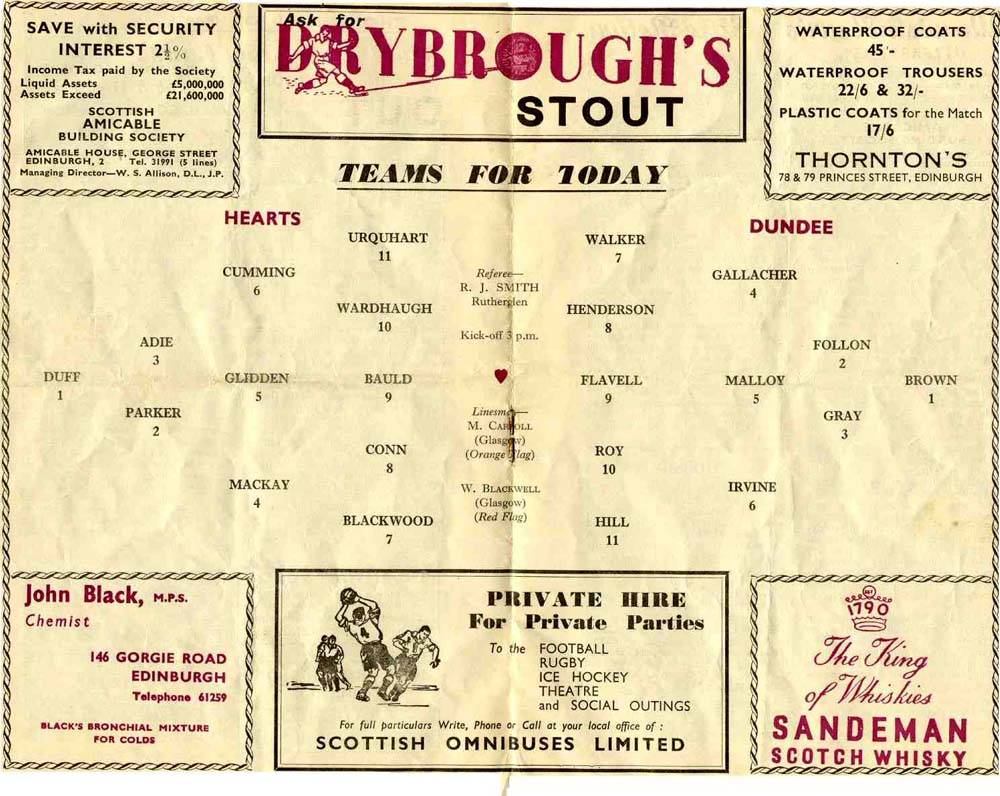 SAVE with SECURITY
INTEREST 2½%
Income Tax paid by the Society
Liquid Assets £5,000,000
Assets Exceed £21,600,000
SCOTTISH
AMICABLE
BUILDING SOCIETY
AMICABLE HOUSE, GEORGE STREET
EDINBURGH, 2 Tel. 31991 (5 lines)
Managing Director—W. S. Allison, D.L., J.P.
Ask for
DRYBROUGH'S
STOUT
WATERPROOF COATS
45'-
WATERPROOF TROUSERS
22/6 & 32/-
PLASTIC COATS for the Match
17/6
THORNTON'S
78 & 79 PRINCES STREET, EDINBURGH
TEAMS FOR TODAY
HEARTS
DUNDEE
URQUHART
11
WALKER
7
CUMMING
6
Referee—
R. J. SMITH
Rutherglen
GALLACHER
4
WARDHAUGH
10
HENDERSON
8
Kick-off 3 p.m.
ADIE
3
FOLLON
2
DUFF
1
GLIDDEN
5
BAULD
9
FLAVELL
9
MALLOY
5
BROWN
1
PARKER
2
Linesmen—
M. CARROLL
(Glasgow)
(Orange Flag)
GRAY
3
CONN
8
ROY
10
MACKAY
4
W. BLACKWELL
(Glasgow)
(Red Flag)
IRVINE
6
BLACKWOOD
7
HILL
11
John Black, M.P.S.
Chemist
146 GORGIE ROAD
EDINBURGH
Telephone 61259
BLACK'S BRONCHIAL MIXTURE
FOR COLDS
4
PRIVATE HIRE
For Private Parties
To the FOOTBALL
RUGBY
ICE HOCKEY
THEATRE
and SOCIAL OUTINGS
For full particulars Write, Phone or Call at your local office of :
SCOTTISH OMNIBUSES LIMITED
EST
1790
The King
of Whiskies
SANDEMAN
SCOTCH WHISKY